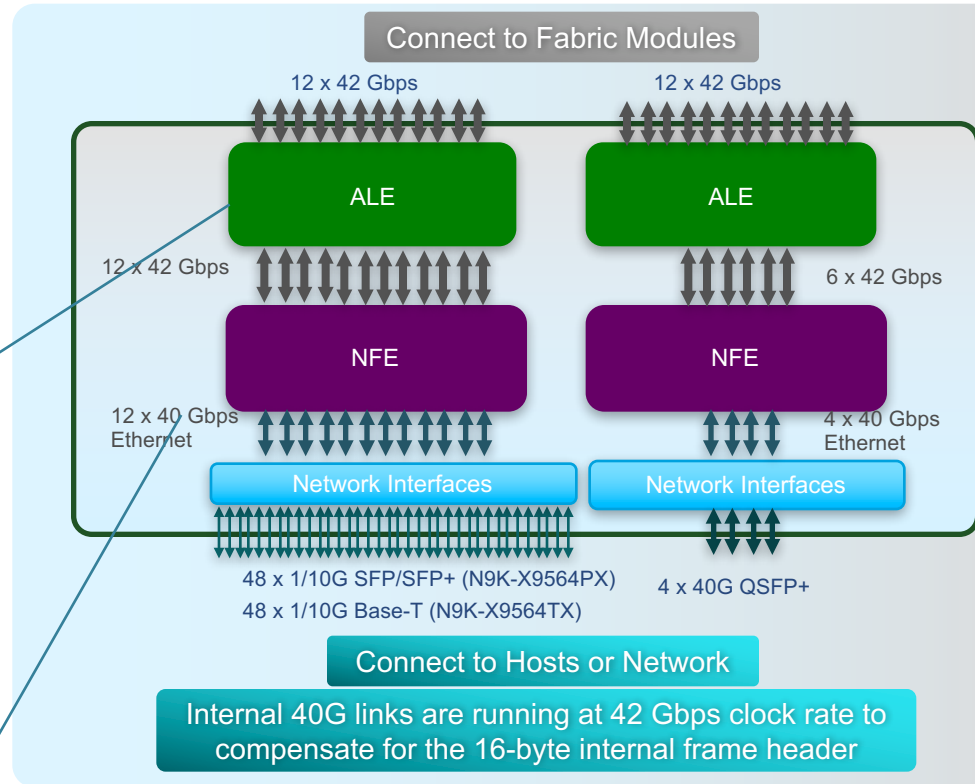 Connect to Fabric Modules
12 x 42 Gbps
12 x 42 Gbps
ALE
ALE
12 x 42 Gbps
6 x 42 Gbps
NFE
NFE
12 x 40 Gbps
Ethernet
4 x 40 Gbps
Ethernet
Network Interfaces
Network Interfaces
48 x 1/10G SFP/SFP+ (N9K-X9564PX)
48 x 1/10G Base-T (N9K-X9564TX)
4 x 40G QSFP+
Connect to Hosts or Network
Internal 40G links are running at 42 Gbps clock rate to
compensate for the 16-byte internal frame header